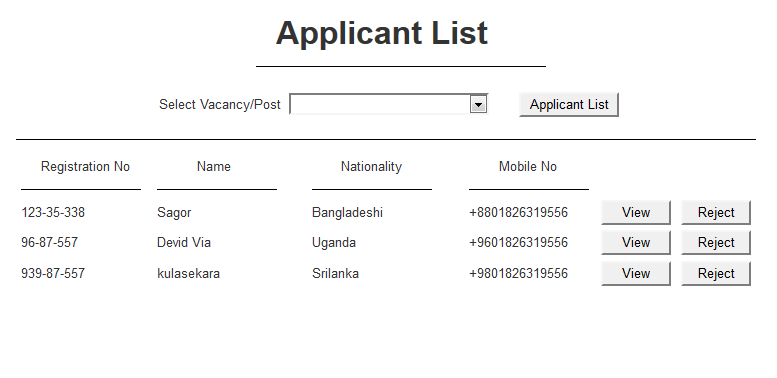 Applicant List
Select Vacancy/Post Applicant List
Registration No Name Nationality Mobile No
123-35-338 Sagor Bangladeshi +8801826319556 View Reject
96-87-557 Devid Via Uganda +9601826319556 View Reject
939-87-557 kulasekara Srilanka +9801826319556 View Reject